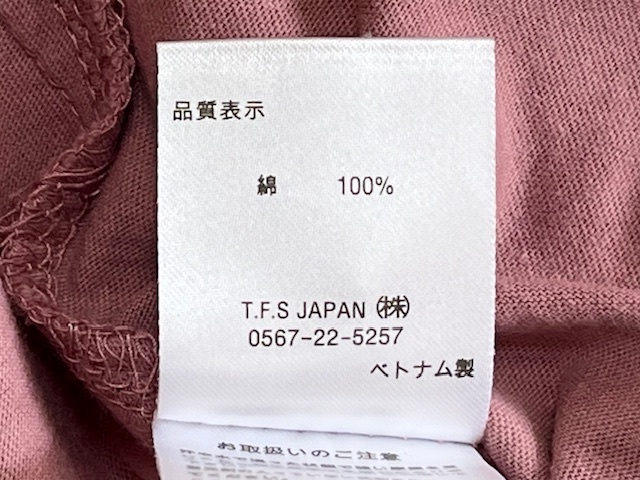 品質表示
綿 100%
T.F.S JAPAN ㈱
0567-22-5257
ベトナム製
お取扱いのご注意